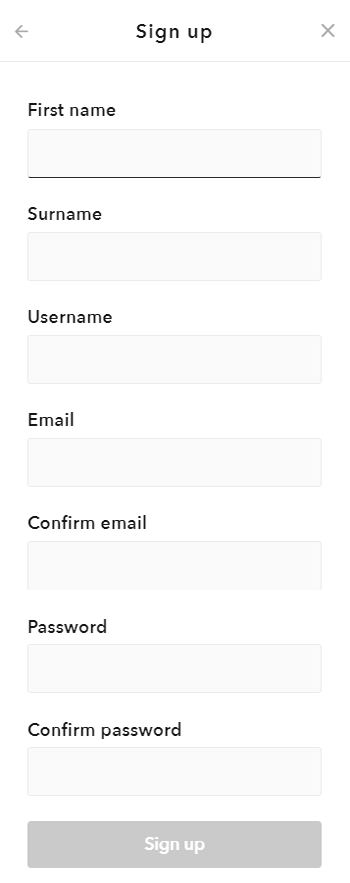 Sign up
First name
Surname
Username
Email
Confirm email
Password
Confirm password
Sign up